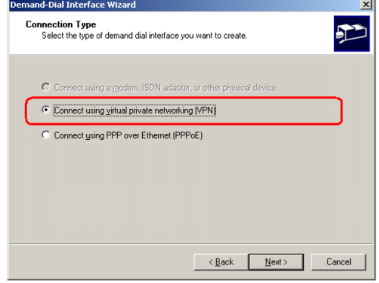 Demand-Dial Interface Wizard
Connection Type
Select the type of demand dial interface you want to create.
Connect using a modem, ISDN adapter, or other physical device.
Connect using virtual private networking (VPN)
Connect using PPP over Ethernet (PPPoE)
< Back
Next >
Cancel